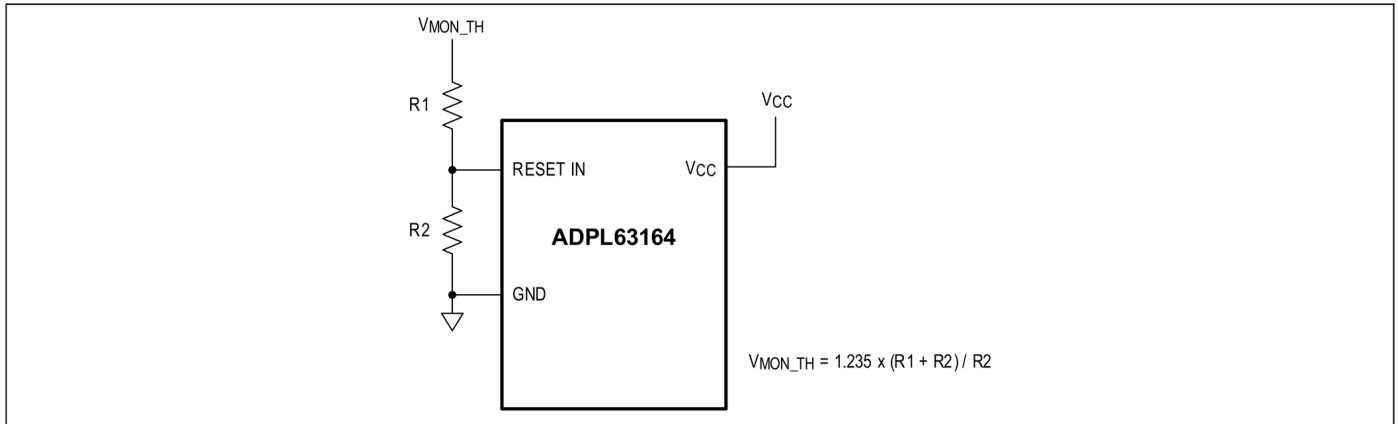 VMON_TH
R1
VCC
RESET IN
VCC
R2
ADPL63164
GND
VMON_TH = 1.235 x (R1 + R2) / R2